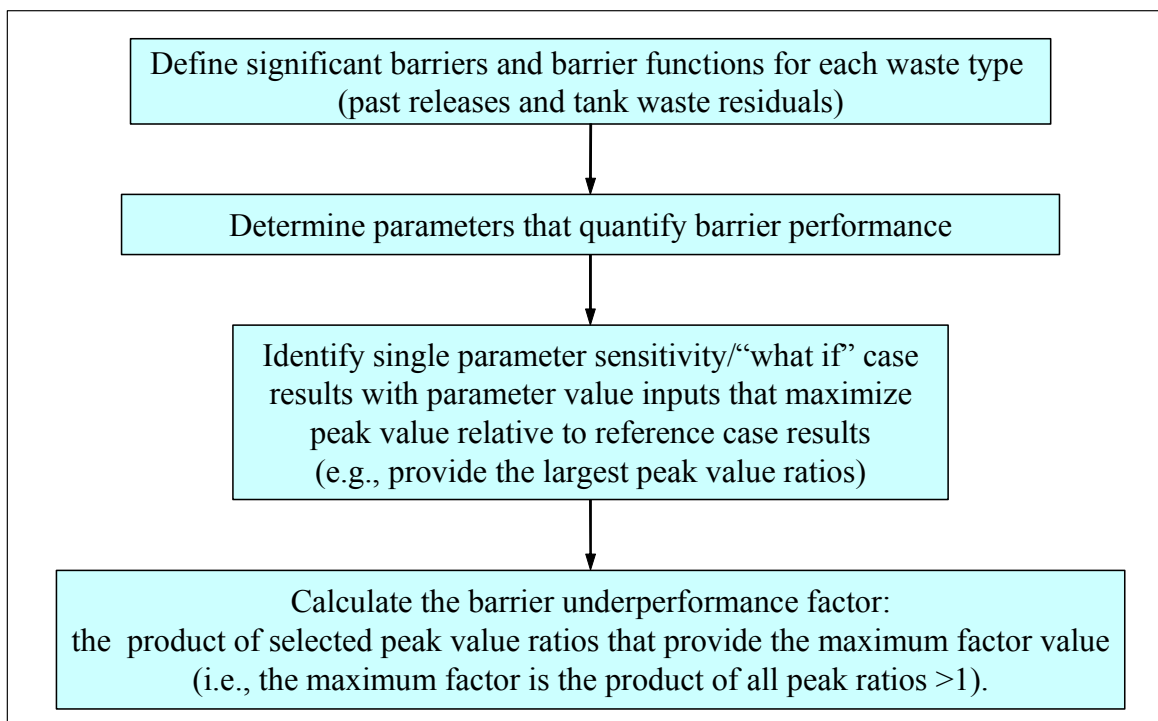 Define significant barriers and barrier functions for each waste type
(past releases and tank waste residuals)
Determine parameters that quantify barrier performance
Identify single parameter sensitivity/“what if” case
results with parameter value inputs that maximize
peak value relative to reference case results
(e.g., provide the largest peak value ratios)
Calculate the barrier underperformance factor:
the product of selected peak value ratios that provide the maximum factor value
(i.e., the maximum factor is the product of all peak ratios >1).